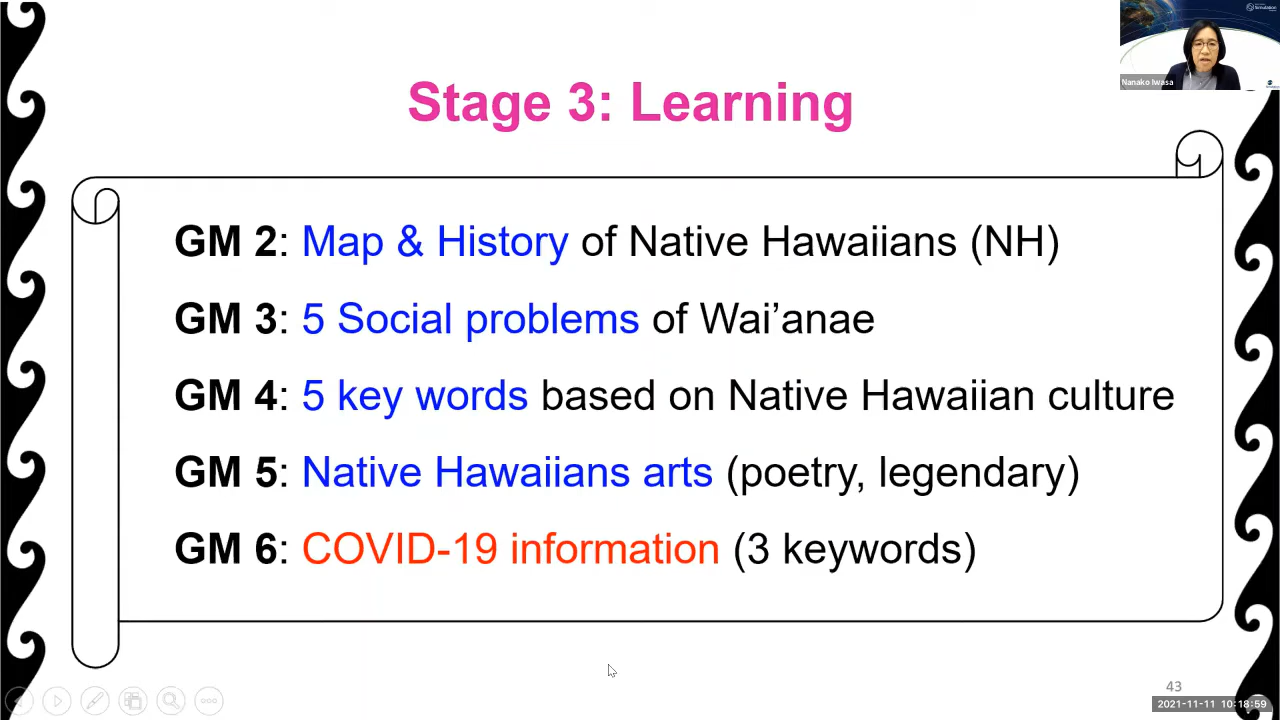 Simulation
Nanako Iwasa
Stage 3: Learning
GM 2: Map & History of Native Hawaiians (NH)
GM 3: 5 Social problems of Wai’anae
GM 4: 5 key words based on Native Hawaiian culture
GM 5: Native Hawaiians arts (poetry, legendary)
GM 6: COVID-19 information (3 keywords)
43
2021-11-11 10:18:59